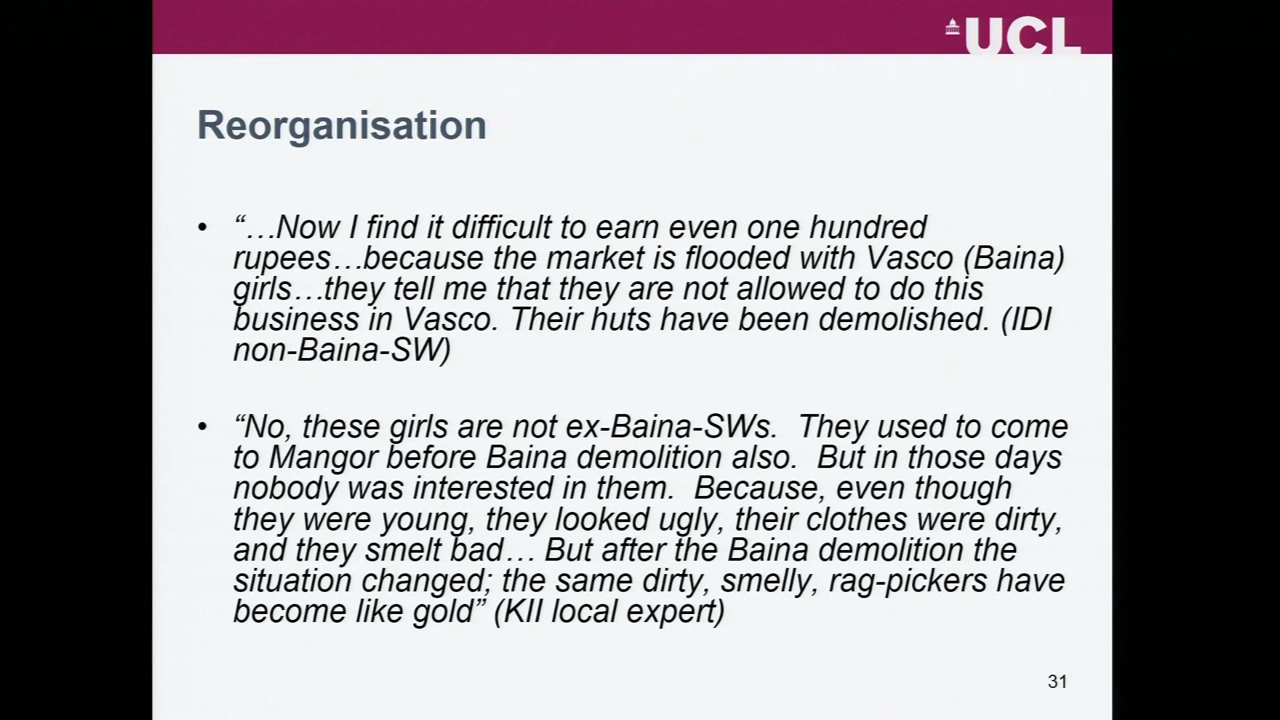 UCL
Reorganisation
• “…Now I find it difficult to earn even one hundred
rupees…because the market is flooded with Vasco (Baina)
girls…they tell me that they are not allowed to do this
business in Vasco. Their huts have been demolished. (IDI
non-Baina-SW)
• “No, these girls are not ex-Baina-SWs.  They used to come
to Mangor before Baina demolition also.  But in those days
nobody was interested in them.  Because, even though
they were young, they looked ugly, their clothes were dirty,
and they smelt bad… But after the Baina demolition the
situation changed; the same dirty, smelly, rag-pickers have
become like gold” (KII local expert)
31